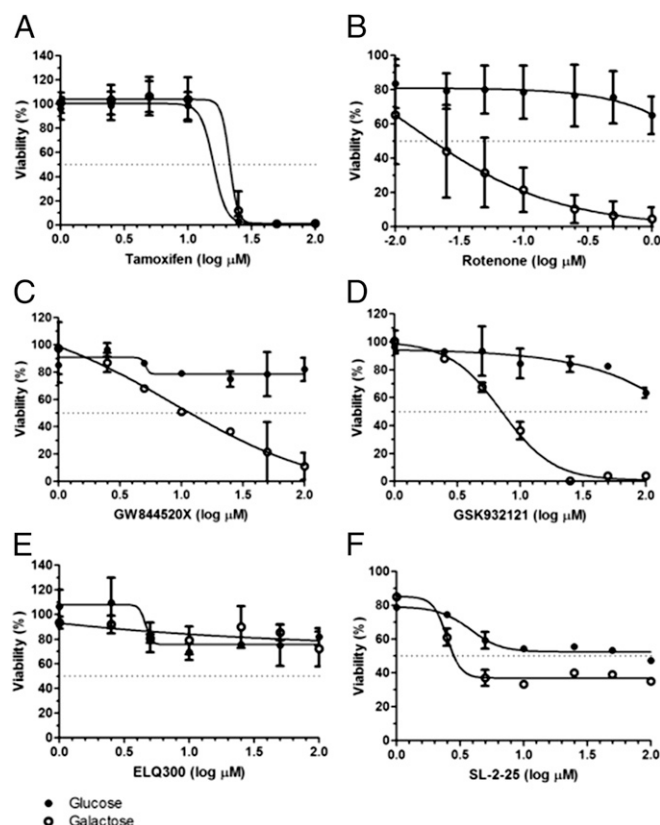 A
B
140
120
100
80
60
40
20
0
Viability (%)
0.0 0.5 1.0 1.5 2.0
Tamoxifen (log μM)
100
80
60
40
20
0
Viability (%)
-2.0 -1.5 -1.0 -0.5 0.0
Rotenone (log μM)
C
D
120
100
80
60
40
20
0
Viability (%)
0.0 0.5 1.0 1.5 2.0
GW844520X (log μM)
120
100
80
60
40
20
0
Viability (%)
0.0 0.5 1.0 1.5 2.0
GSK932121 (log μM)
E
F
140
120
100
80
60
40
20
0
Viability (%)
0.0 0.5 1.0 1.5 2.0
ELQ300 (log μM)
100
80
60
40
20
0
Viability (%)
0.0 0.5 1.0 1.5 2.0
SL-2-25 (log μM)
Glucose
Galactose